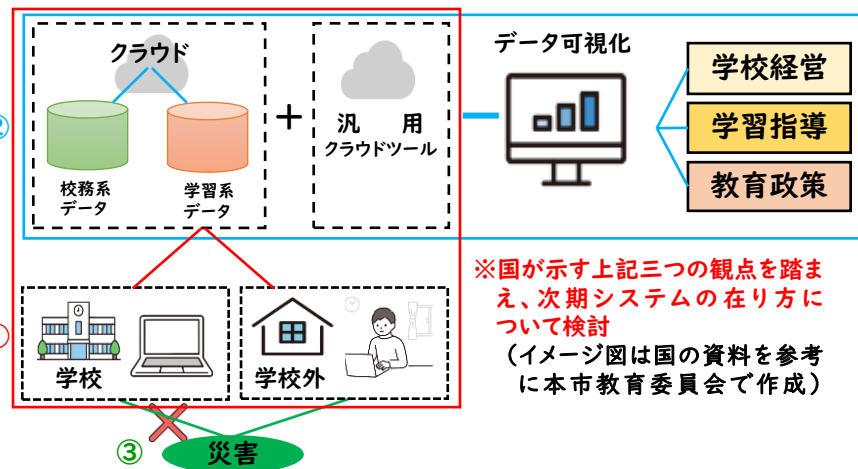 クラウド
校務系
データ
学習系
データ
+
汎 用
クラウドツール
データ可視化
学校経営
学習指導
教育政策
②
学校
学校外
※国が示す上記三つの観点を踏ま
え、次期システムの在り方に
ついて検討
(イメージ図は国の資料を参考
に本市教育委員会で作成)
③
災害